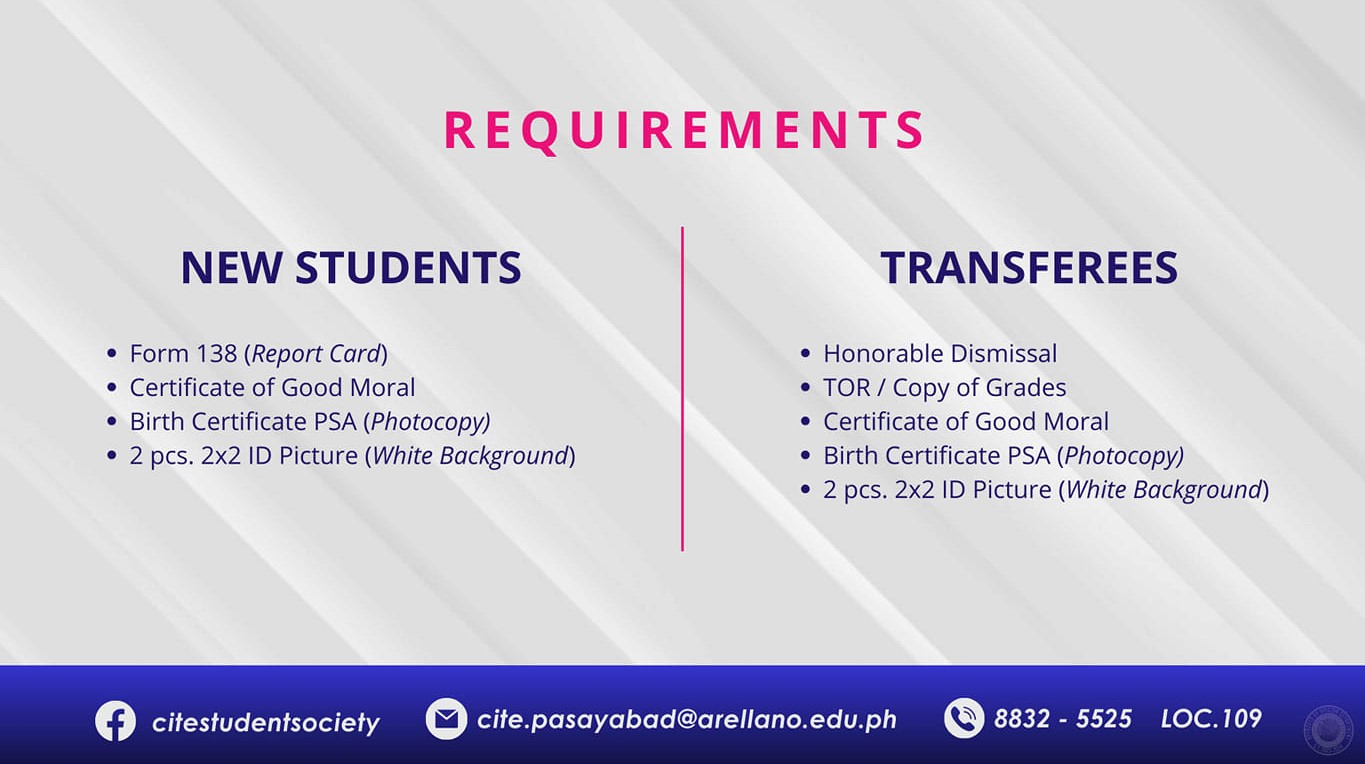 REQUIREMENTS
NEW STUDENTS
• Form 138 (Report Card)
• Certificate of Good Moral
• Birth Certificate PSA (Photocopy)
• 2 pcs. 2x2 ID Picture (White Background)
TRANSFEREES
• Honorable Dismissal
• TOR / Copy of Grades
• Certificate of Good Moral
• Birth Certificate PSA (Photocopy)
• 2 pcs. 2x2 ID Picture (White Background)
citestudentsociety
cite.pasayabad@arellano.edu.ph
8832 - 5525 LOC.109